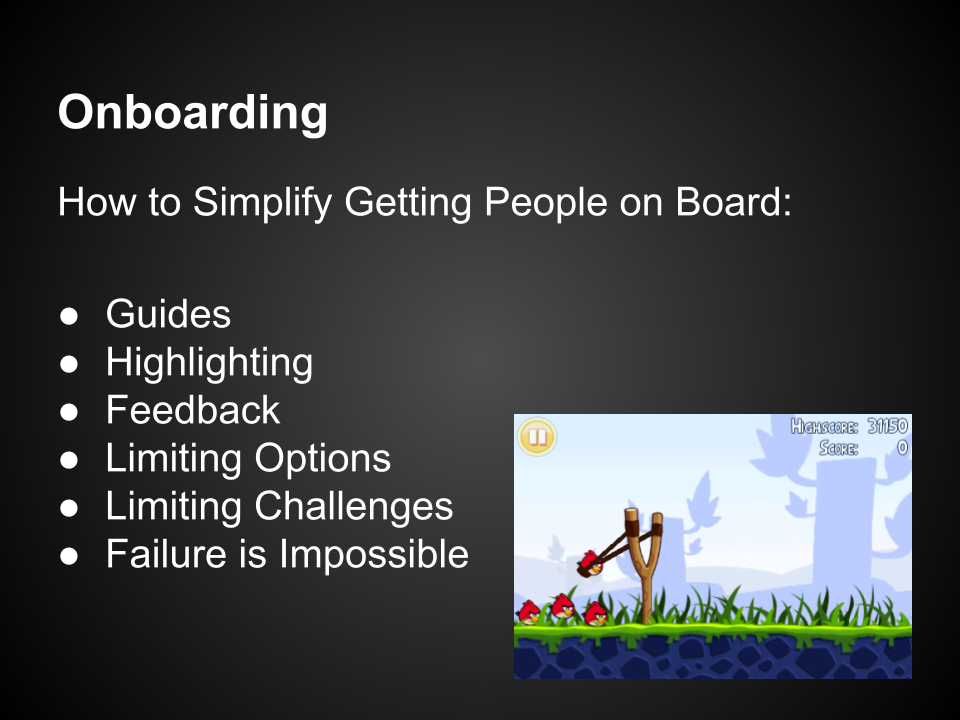 Onboarding
How to Simplify Getting People on Board:
● Guides
● Highlighting
● Feedback
● Limiting Options
● Limiting Challenges
● Failure is Impossible
HIGHSCORE: 31150
SCORE: 0